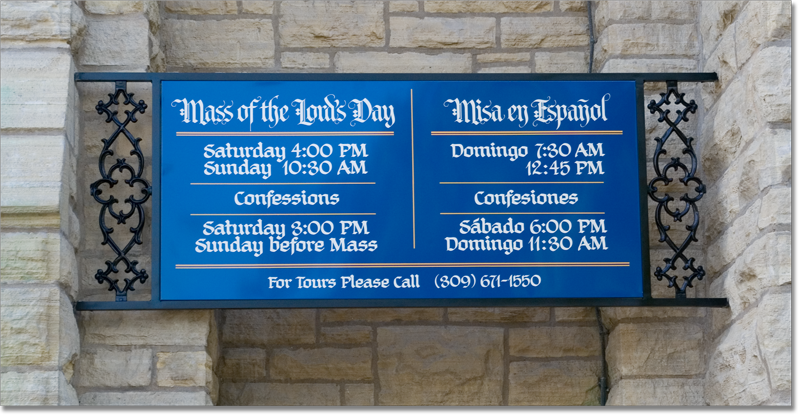 Mass of the Lord's Day
Saturday 4:00 PM
Sunday 10:30 AM
Confessions
Saturday 3:00 PM
Sunday before Mass
Misa en Español
Domingo 7:30 AM
12:45 PM
Confesiones
Sábado 6:00 PM
Domingo 11:30 AM
For Tours Please Call (309) 671-1550